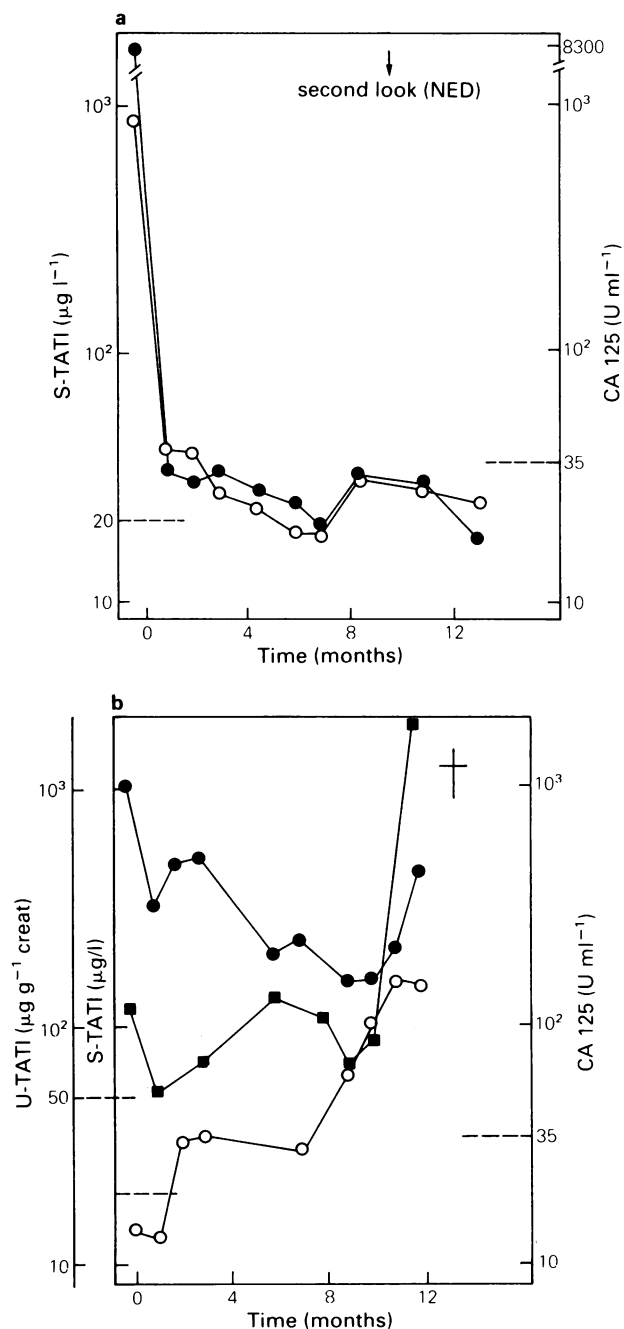 a
8300
second look (NED)
10³
10³
S-TATI (µg l⁻¹)
CA 125 (U ml⁻¹)
10²
10²
35
20
10
10
0 4 8 12
Time (months)
b
10³
10³
U-TATI (µg g⁻¹ creat)
S-TATI (µg/l)
CA 125 (U ml⁻¹)
10²
10²
50
35
10
10
0 4 8 12
Time (months)